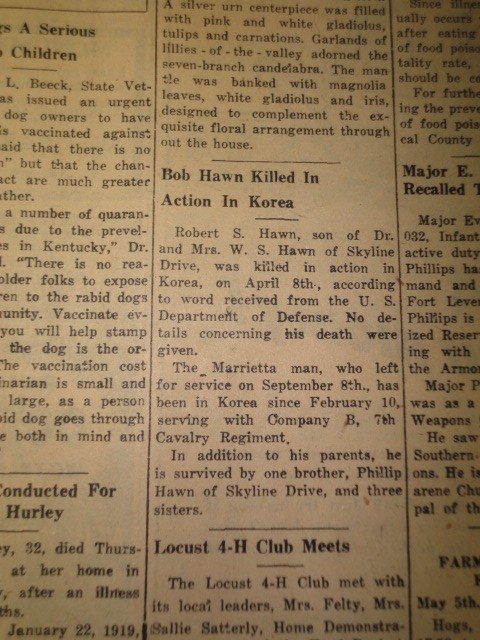 gs A Serious
o Children
L. Beeck, State Vet-
as issued an urgent
dog owners to have
is vaccinated against
said that there is no
n" but that the chan-
act are much greater
ather.
a number of quaran-
s due to the prevel-
es in Kentucky," Dr.
"There is no rea-
older folks to expose
ren to the rabid dogs
munity. Vaccinate ev-
you will help stamp
the dog is the or-
The vaccination cost
inarian is small and
large, as a person
bid dog goes through
e both in mind and
Conducted For
Hurley
ey, 32, died Thurs-
at her home in
, after an illness
ths.
January 22, 1919,
A silver urn centerpiece was filled
with pink and white gladiolus,
tulips and carnations. Garlands of
lillies - of - the - valley adorned the
seven-branch candelabra. The man
tle was banked with magnolia
leaves, white gladiolus and iris,
designed to complement the ex-
quisite floral arrangement through
out the house.
Bob Hawn Killed In
Action In Korea
Robert S. Hawn, son of Dr.
and Mrs. W. S. Hawn of Skyline
Drive, was killed in action in
Korea, on April 8th., according
to word received from the U. S.
Department of Defense. No de-
tails concerning his death were
given.
The Marrietta man, who left
for service on September 8th., has
been in Korea since February 10,
serving with Company B, 7th
Cavalry Regiment.
In addition to his parents, he
is survived by one brother, Phillip
Hawn of Skyline Drive, and three
sisters.
Locust 4-H Club Meets
The Locust 4-H Club met with
its local leaders, Mrs. Felty, Mrs.
Sallie Satterly, Home Demonstra-
Since illne
ually occurs
after eating
of food poiso
tality rate,
should be ce
For furthe
ing the preve
of food pois
cal County
Major E.
Recalled T
Major Ev
032, Infant
active duty
Phillips ha
mand and
Fort Leve
Phillips is
ized Reser
ing with
the Armo
Major P
was as a
Weapons
He saw
Southern
ons. He is
arene Chu
pal of th
FARM
May 5th.
Hogs,